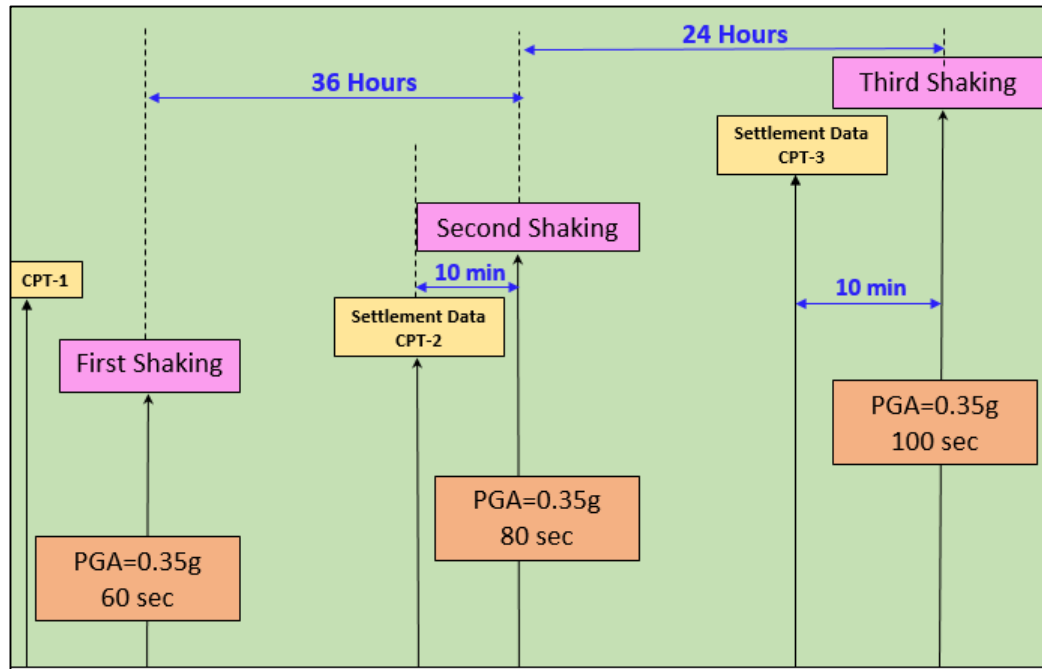 24 Hours
36 Hours
Third Shaking
Settlement Data
CPT-3
Second Shaking
CPT-1
10 min
10 min
Settlement Data
CPT-2
First Shaking
PGA=0.35g
100 sec
PGA=0.35g
80 sec
PGA=0.35g
60 sec